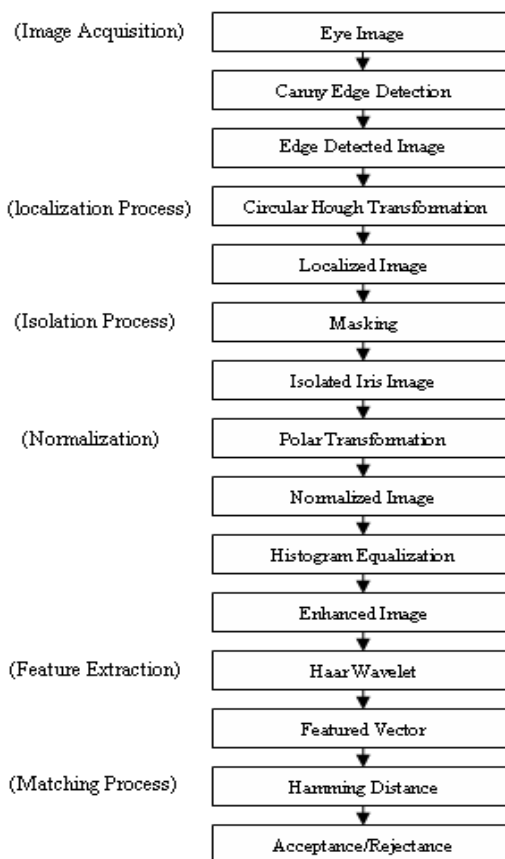 (Image Acquisition)
Eye Image
Canny Edge Detection
Edge Detected Image
(localization Process)
Circular Hough Transformation
Localized Image
(Isolation Process)
Masking
Isolated Iris Image
(Normalization)
Polar Transformation
Normalized Image
Histogram Equalization
Enhanced Image
(Feature Extraction)
Haar Wavelet
Featured Vector
(Matching Process)
Hamming Distance
Acceptance/Rejectance